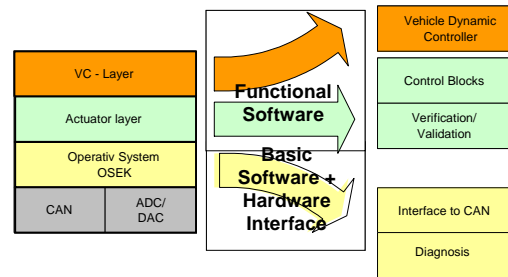 VC - Layer
Actuator layer
Operativ System
OSEK
CAN
ADC/
DAC
Functional
Software
Basic
Software +
Hardware
Interface
Vehicle Dynamic
Controller
Control Blocks
Verification/
Validation
Interface to CAN
Diagnosis